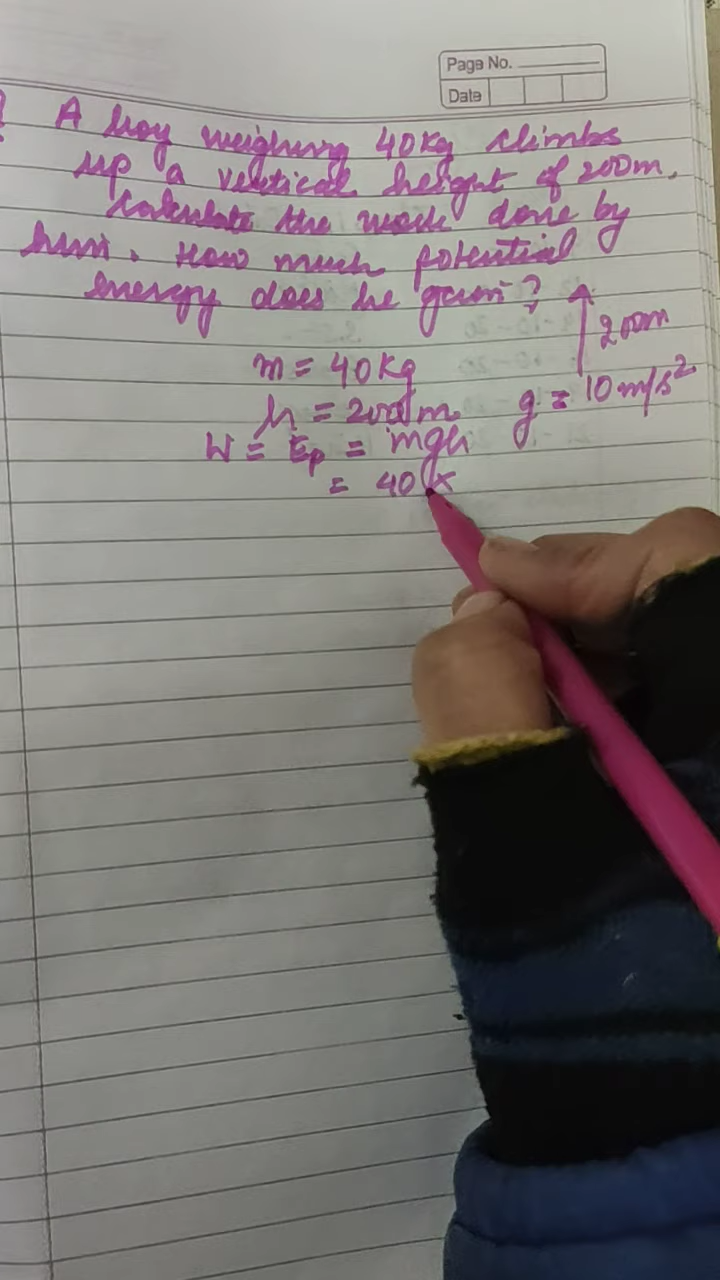 Page No.
Date
A boy weighing 40kg climbs
up a vertical height of 200m.
Calculate the work done by
him. How much potential
energy does he gain?
200m
m = 40kg
h = 200m g = 10 m/s²
W = Ep = mgh
= 40 x